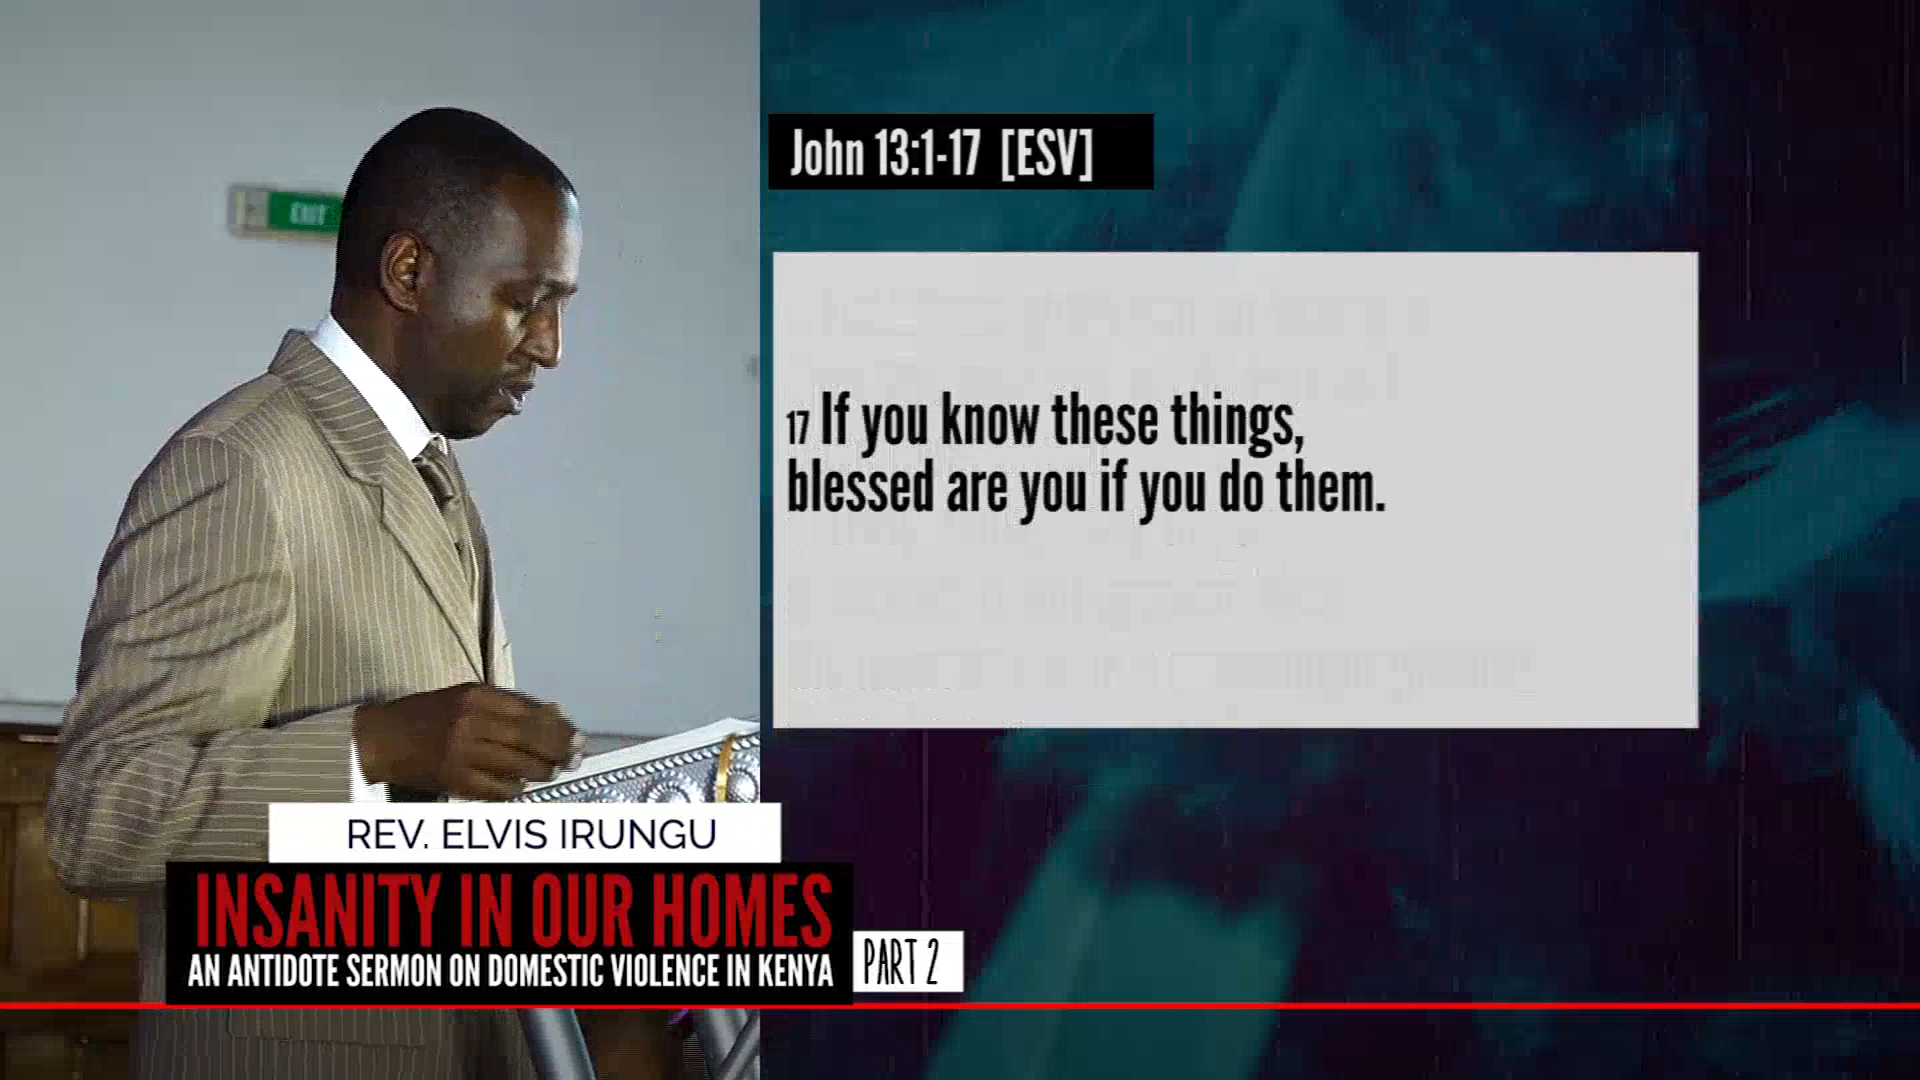 EXIT
John 13:1-17 [ESV]
17 If you know these things,
blessed are you if you do them.
REV. ELVIS IRUNGU
INSANITY IN OUR HOMES
AN ANTIDOTE SERMON ON DOMESTIC VIOLENCE IN KENYA
PART 2